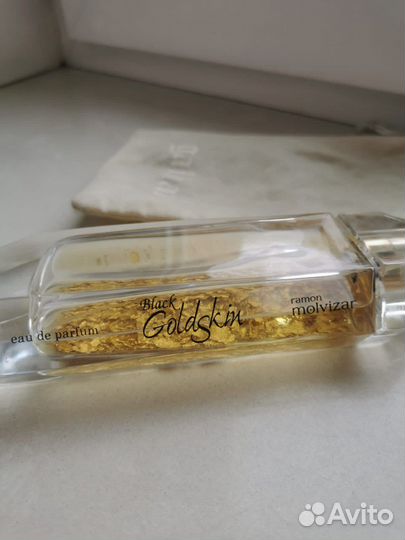 eau de parfum
Black
GoldSkin
ramon
molvizar
Avito